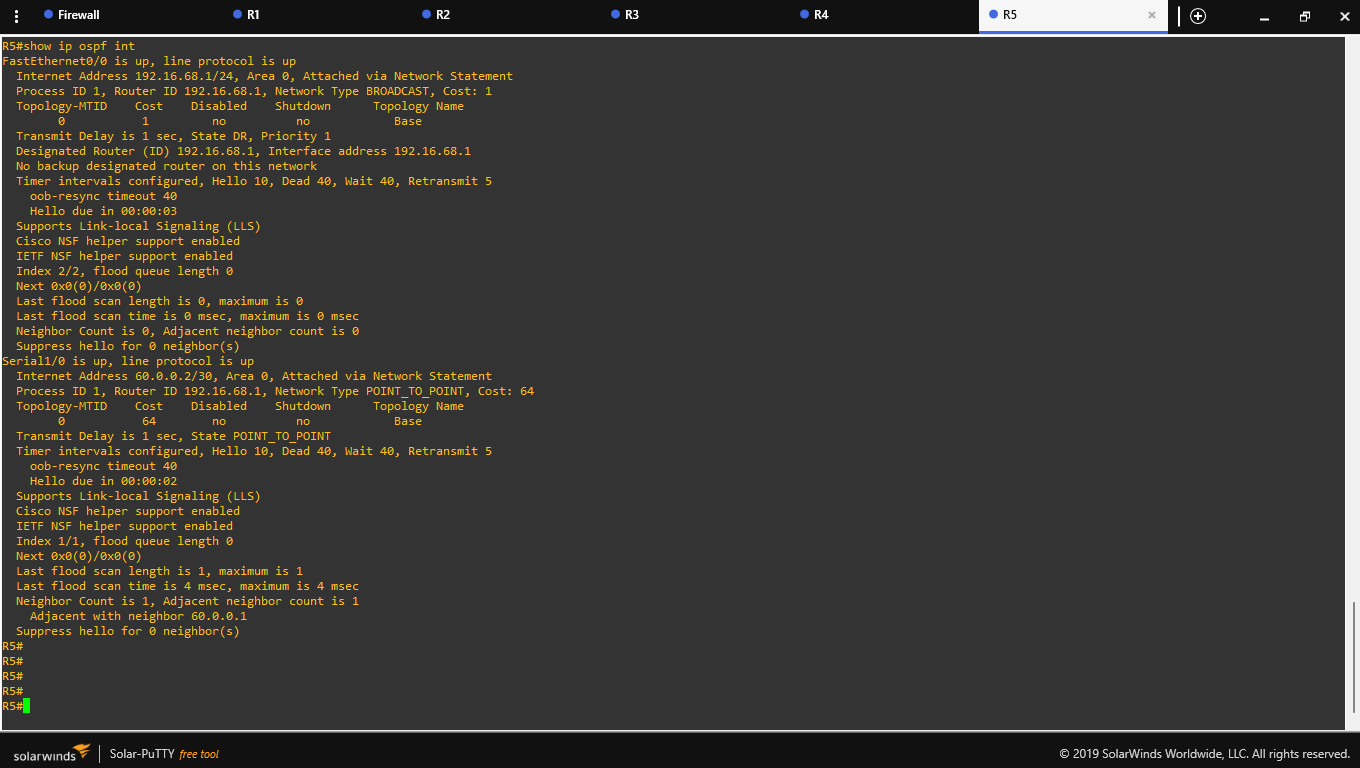 Firewall R1 R2 R3 R4 R5
R5#show ip ospf int
FastEthernet0/0 is up, line protocol is up
  Internet Address 192.16.68.1/24, Area 0, Attached via Network Statement
  Process ID 1, Router ID 192.16.68.1, Network Type BROADCAST, Cost: 1
  Topology-MTID    Cost    Disabled    Shutdown      Topology Name
        0           1          no          no            Base
  Transmit Delay is 1 sec, State DR, Priority 1
  Designated Router (ID) 192.16.68.1, Interface address 192.16.68.1
  No backup designated router on this network
  Timer intervals configured, Hello 10, Dead 40, Wait 40, Retransmit 5
    oob-resync timeout 40
    Hello due in 00:00:03
  Supports Link-local Signaling (LLS)
  Cisco NSF helper support enabled
  IETF NSF helper support enabled
  Index 2/2, flood queue length 0
  Next 0x0(0)/0x0(0)
  Last flood scan length is 0, maximum is 0
  Last flood scan time is 0 msec, maximum is 0 msec
  Neighbor Count is 0, Adjacent neighbor count is 0
  Suppress hello for 0 neighbor(s)
Serial1/0 is up, line protocol is up
  Internet Address 60.0.0.2/30, Area 0, Attached via Network Statement
  Process ID 1, Router ID 192.16.68.1, Network Type POINT_TO_POINT, Cost: 64
  Topology-MTID    Cost    Disabled    Shutdown      Topology Name
        0           64         no          no            Base
  Transmit Delay is 1 sec, State POINT_TO_POINT
  Timer intervals configured, Hello 10, Dead 40, Wait 40, Retransmit 5
    oob-resync timeout 40
    Hello due in 00:00:02
  Supports Link-local Signaling (LLS)
  Cisco NSF helper support enabled
  IETF NSF helper support enabled
  Index 1/1, flood queue length 0
  Next 0x0(0)/0x0(0)
  Last flood scan length is 1, maximum is 1
  Last flood scan time is 4 msec, maximum is 4 msec
  Neighbor Count is 1, Adjacent neighbor count is 1
    Adjacent with neighbor 60.0.0.1
  Suppress hello for 0 neighbor(s)
R5#
R5#
R5#
R5#
R5#
solarwinds Solar-PuTTY free tool © 2019 SolarWinds Worldwide, LLC. All rights reserved.